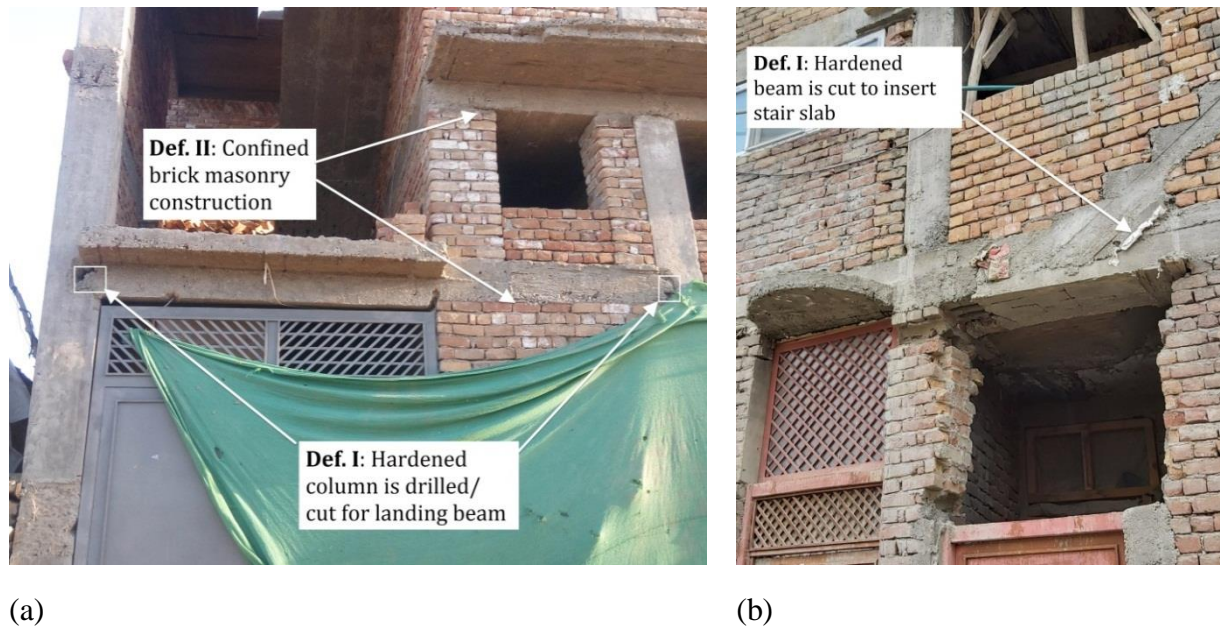 Def. II: Confined
brick masonry
construction
Def. I: Hardened
column is drilled/
cut for landing beam
Def. I: Hardened
beam is cut to insert
stair slab
(a)
(b)